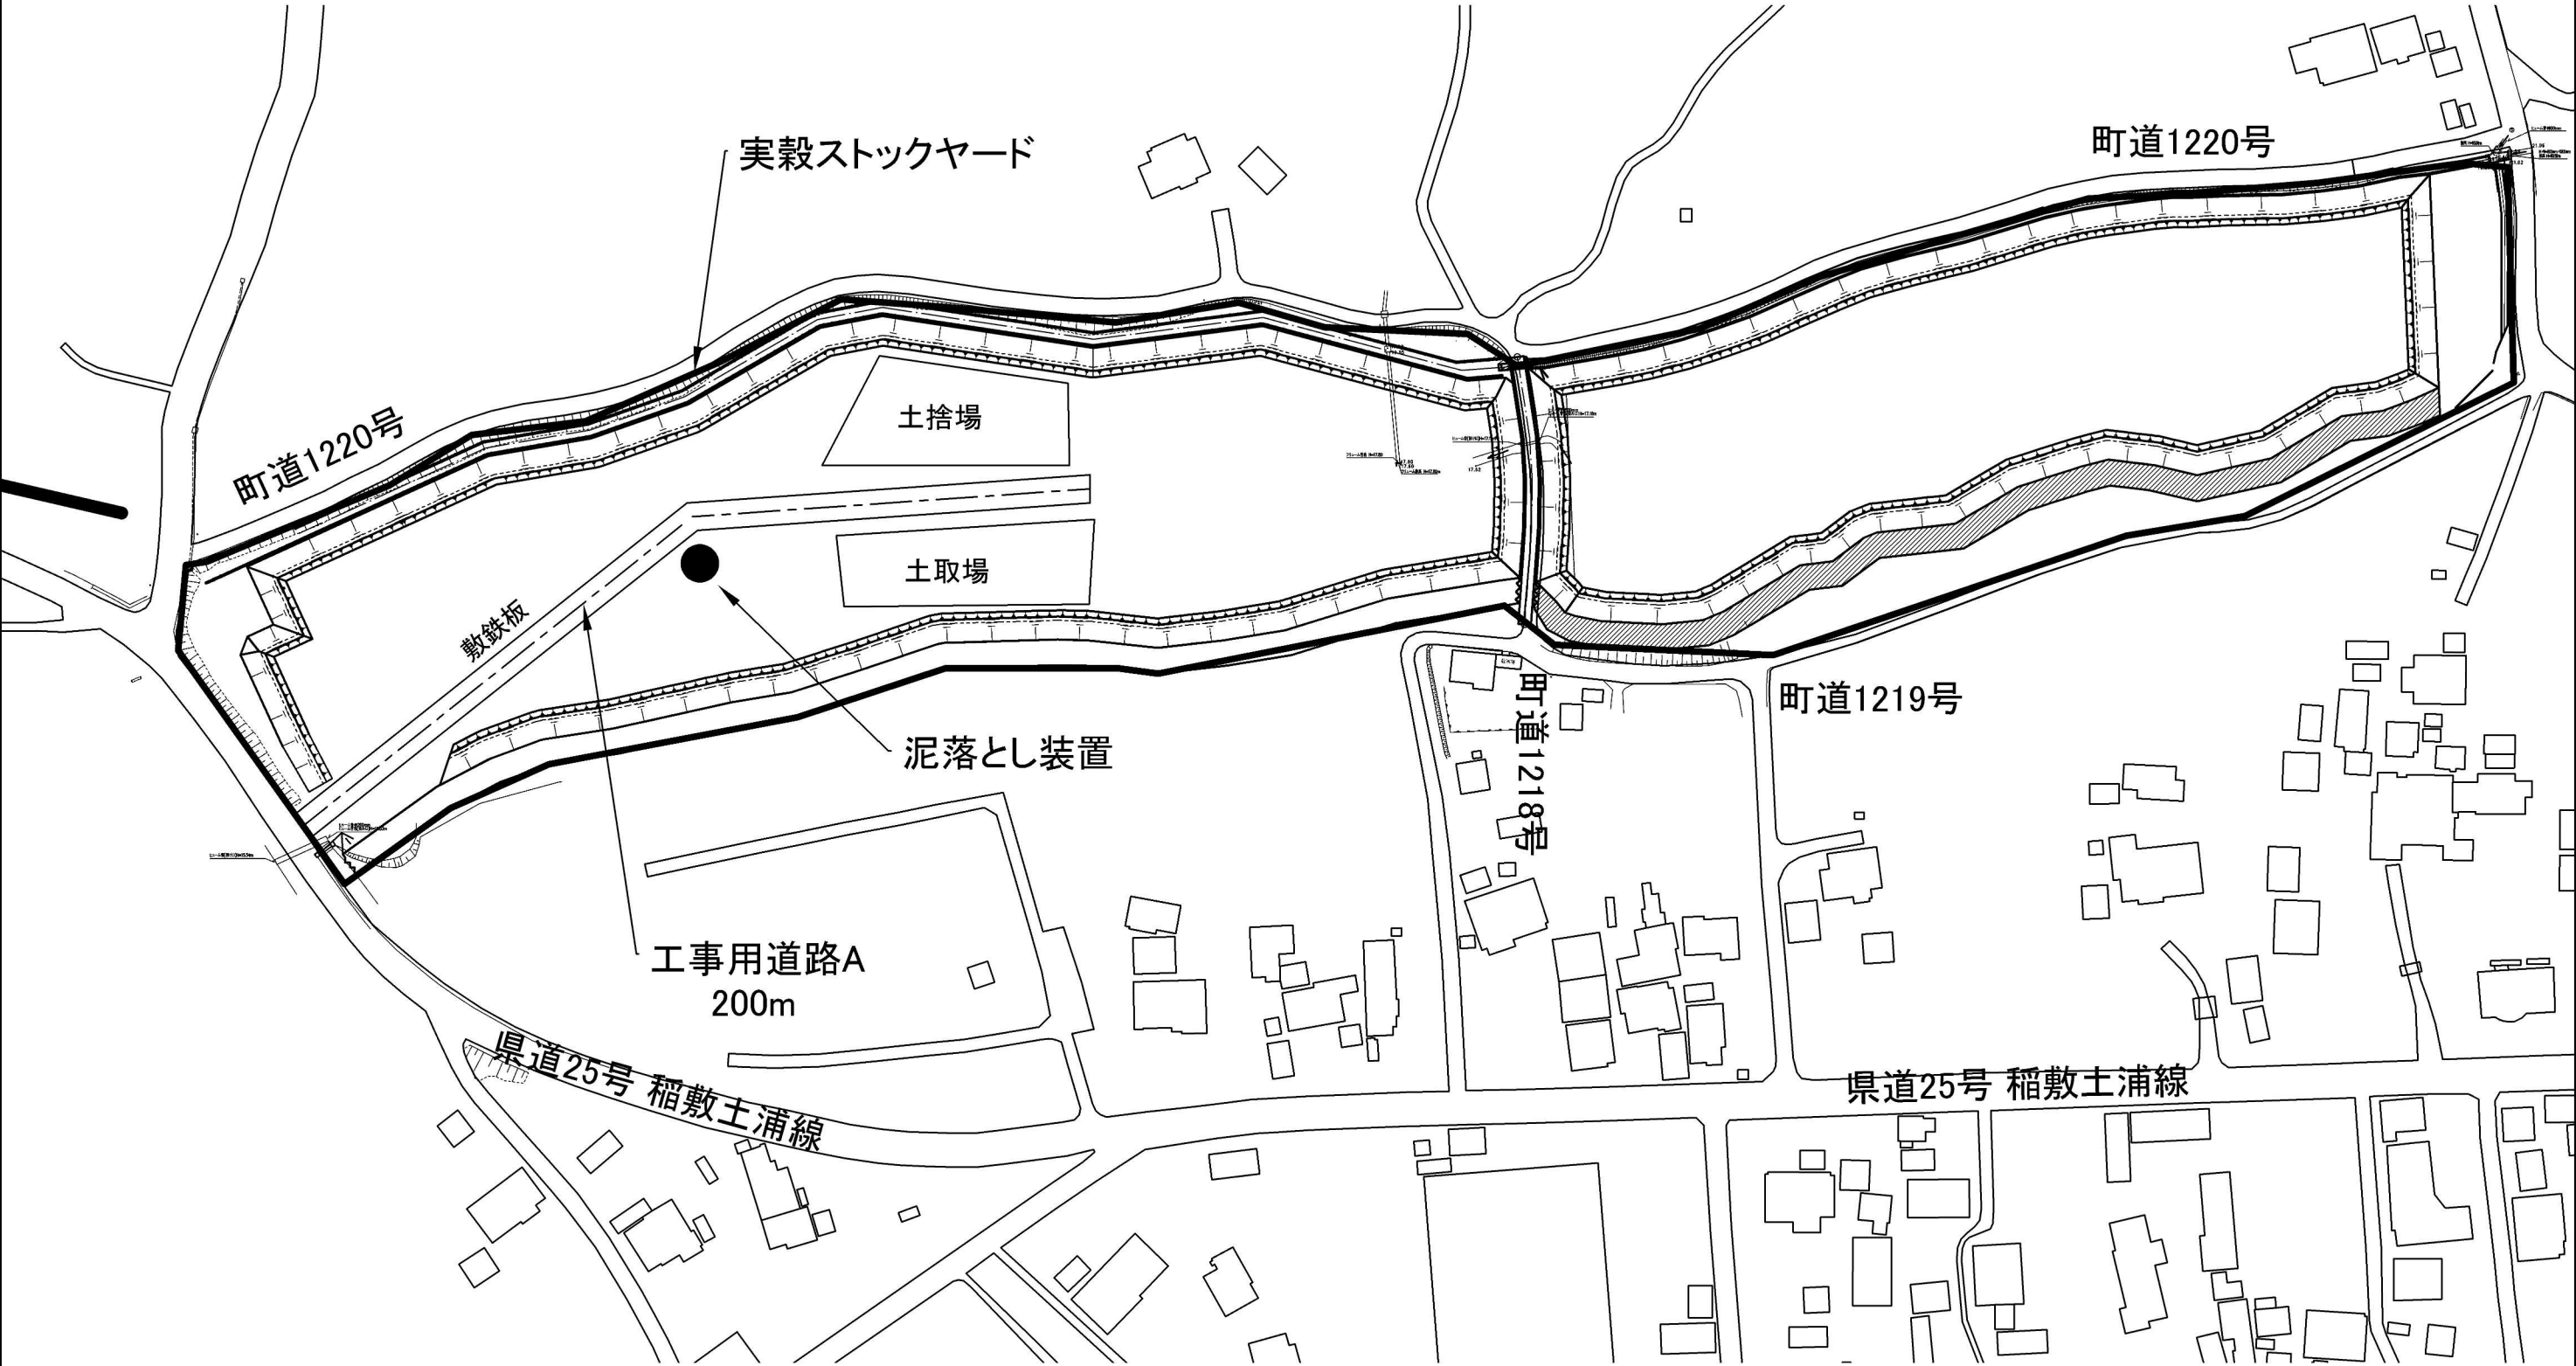 実穀ストックヤード
町道1220号
町道1220号
土捨場
土取場
敷鉄板
泥落とし装置
町道1218号
町道1219号
工事用道路A
200m
県道25号 稲敷土浦線
県道25号 稲敷土浦線
17.52